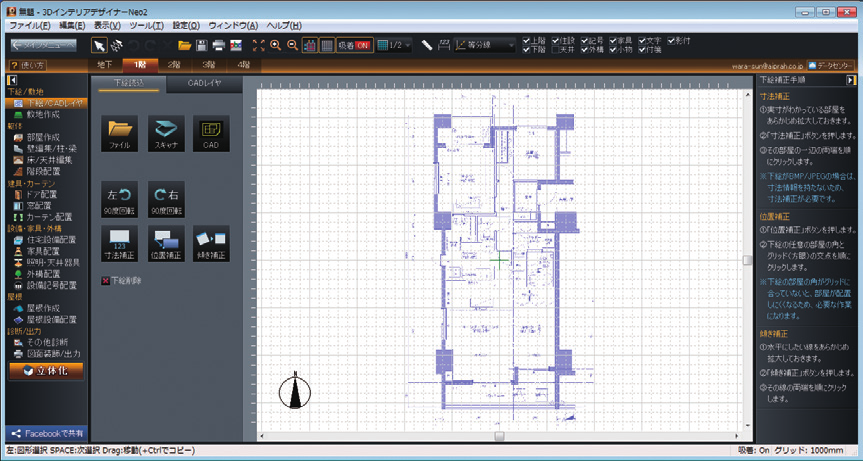 無題 - 3DインテリアデザイナーNeo2
ファイル(F) 編集(E) 表示(V) ツール(T) 設定(O) ウィンドウ(A) ヘルプ(H)
メインメニュー
吸着 ON
1/2
等分線
上階 住設 記号 家具 文字 影付
下階 天井 外構 小物 付箋
? 使い方
地下 1階 2階 3階 4階
データセンター
下絵/敷地
下絵/CADレイヤ
敷地作成
躯体
部屋作成
壁編集/柱・梁
床/天井編集
階段配置
建具・カーテン
ドア配置
窓配置
カーテン配置
設備・家具・外構
住宅設備配置
家具配置
照明・天井器具
外構配置
設備記号配置
屋根
屋根作成
屋根設備配置
診断/出力
その他診断
図面装飾/出力
立体化
Facebookで共有
下絵読込 CADレイヤ
ファイル スキャナ CAD
左 右
90度回転 90度回転
123
寸法補正 位置補正 傾き補正
下絵削除
N
下絵補正手順
寸法補正
①実寸がわかっている部屋を
あらかじめ拡大しておきます。
②「寸法補正」ボタンを押します。
③その部屋の一辺の両端を順
にクリックします。
※下絵がBMP/JPEGの場合は、
寸法情報を持たないため、
寸法補正が必要です。
位置補正
①「位置補正」ボタンを押します。
②下絵の任意の部屋の角と
グリッド(方眼)の交点を順に
クリックします。
※下絵の部屋の角がグリッドに
合っていないと、部屋が配置
しにくくなるため、必要な作業
になります。
傾き補正
①水平にしたい線をあらかじめ
拡大しておきます。
②「傾き補正」ボタンを押します。
③その線の両端を順にクリック
します。
左:図形選択 SPACE:次選択 Drag:移動(+Ctrlでコピー)
吸着: On グリッド: 1000mm